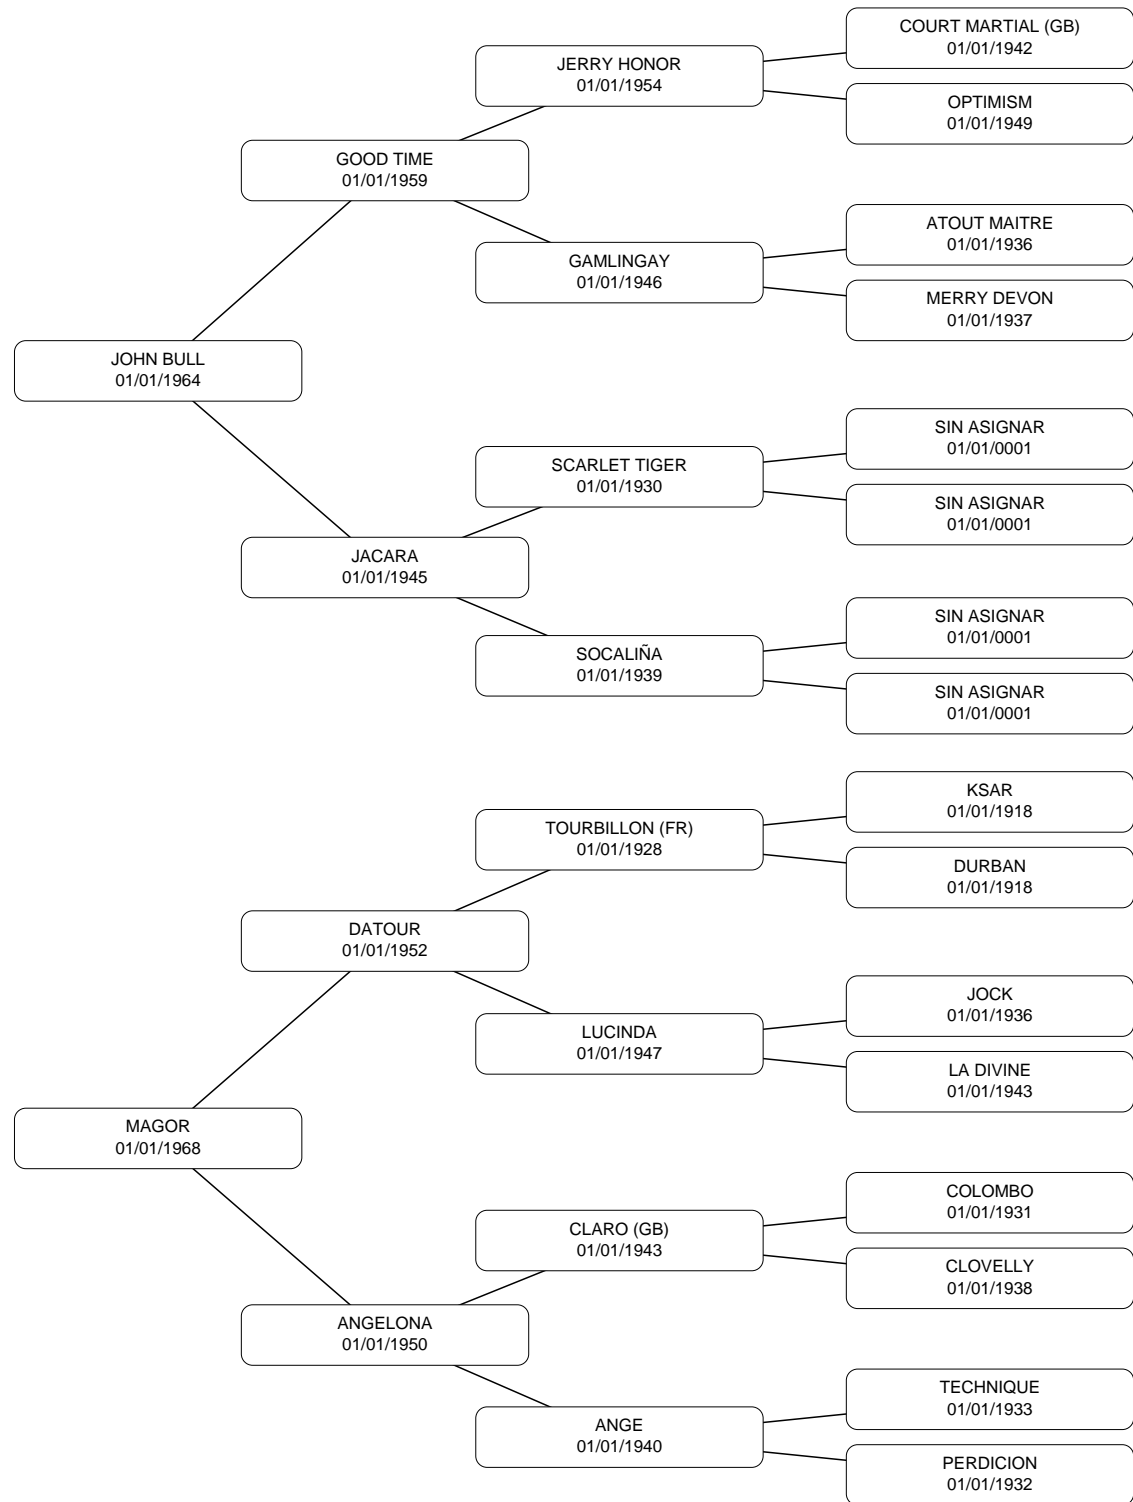 COURT MARTIAL (GB)
01/01/1942
JERRY HONOR
01/01/1954
OPTIMISM
01/01/1949
GOOD TIME
01/01/1959
ATOUT MAITRE
01/01/1936
GAMLINGAY
01/01/1946
MERRY DEVON
01/01/1937
JOHN BULL
01/01/1964
SIN ASIGNAR
01/01/0001
SCARLET TIGER
01/01/1930
SIN ASIGNAR
01/01/0001
JACARA
01/01/1945
SIN ASIGNAR
01/01/0001
SOCALIÑA
01/01/1939
SIN ASIGNAR
01/01/0001
KSAR
01/01/1918
TOURBILLON (FR)
01/01/1928
DURBAN
01/01/1918
DATOUR
01/01/1952
JOCK
01/01/1936
LUCINDA
01/01/1947
LA DIVINE
01/01/1943
MAGOR
01/01/1968
COLOMBO
01/01/1931
CLARO (GB)
01/01/1943
CLOVELLY
01/01/1938
ANGELONA
01/01/1950
TECHNIQUE
01/01/1933
ANGE
01/01/1940
PERDICION
01/01/1932